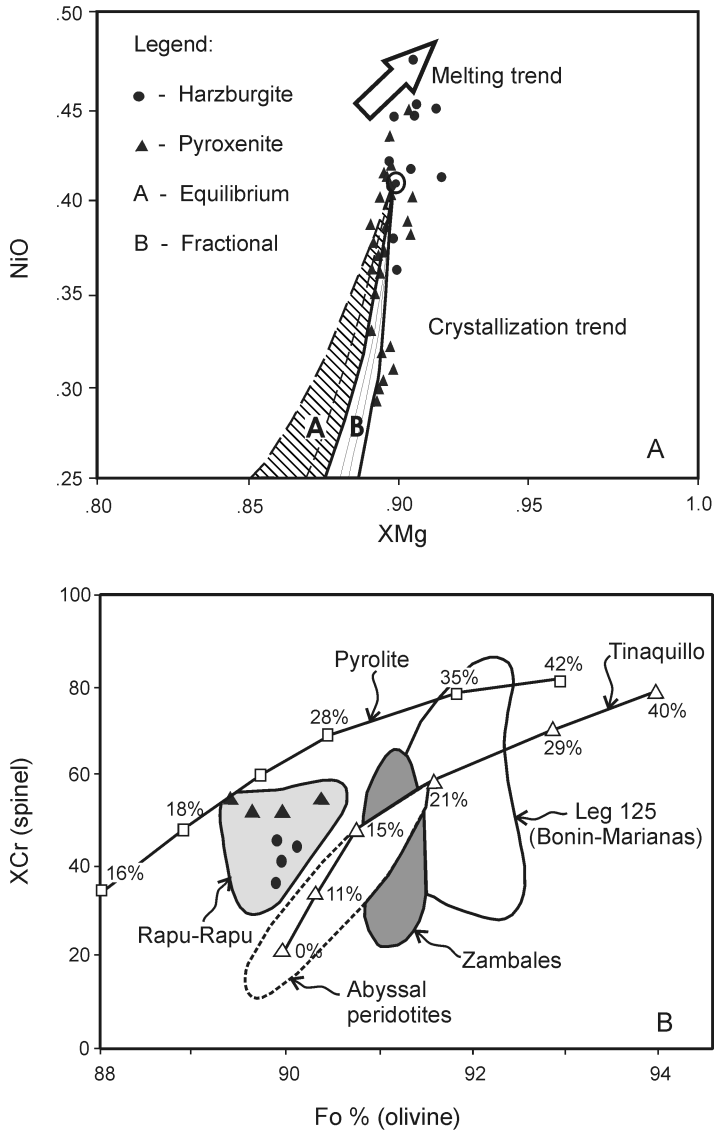 .50
.45
.40
.35
.30
.25
NiO
Legend:
● - Harzburgite
▲ - Pyroxenite
A - Equilibrium
B - Fractional
Melting trend
Crystallization trend
A
B
A
.80
.85
.90
.95
1.0
XMg
100
80
60
40
20
0
XCr (spinel)
Pyrolite
Tinaquillo
16%
18%
28%
35%
42%
40%
29%
21%
15%
11%
0%
Leg 125
(Bonin-Marianas)
Rapu-Rapu
Zambales
Abyssal
peridotites
B
88
90
92
94
Fo % (olivine)